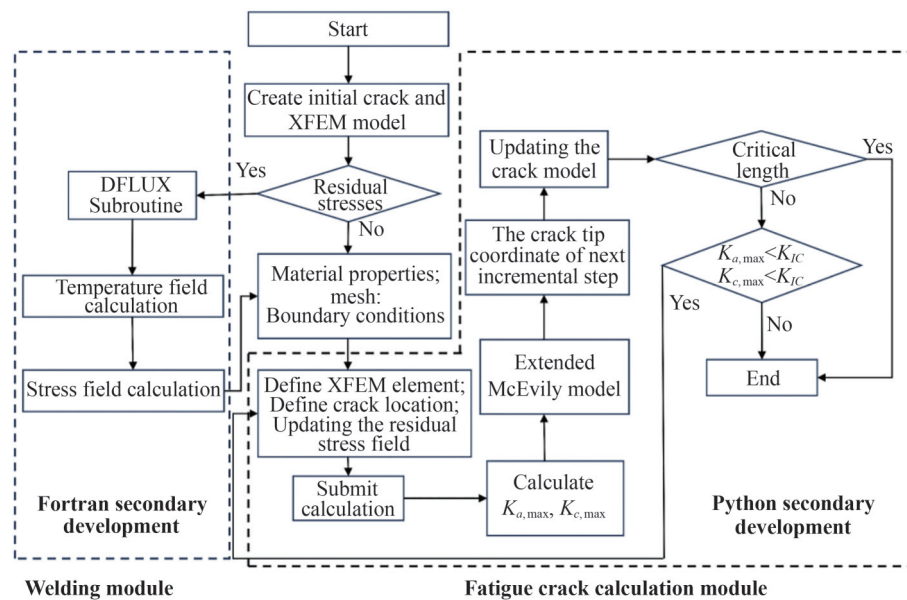 Start
Create initial crack and
XFEM model
Yes
Residual
stresses
No
DFLUX
Subroutine
Temperature field
calculation
Stress field calculation
Material properties;
mesh:
Boundary conditions
Define XFEM element;
Define crack location;
Updating the residual
stress field
Submit
calculation
Calculate
K_{a,max}, K_{c,max}
Extended
McEvily model
The crack tip
coordinate of next
incremental step
Updating the
crack model
Critical
length
Yes
No
K_{a,max}<K_{IC}
K_{c,max}<K_{IC}
Yes
No
End
Fortran secondary
development
Python secondary
development
Welding module
Fatigue crack calculation module